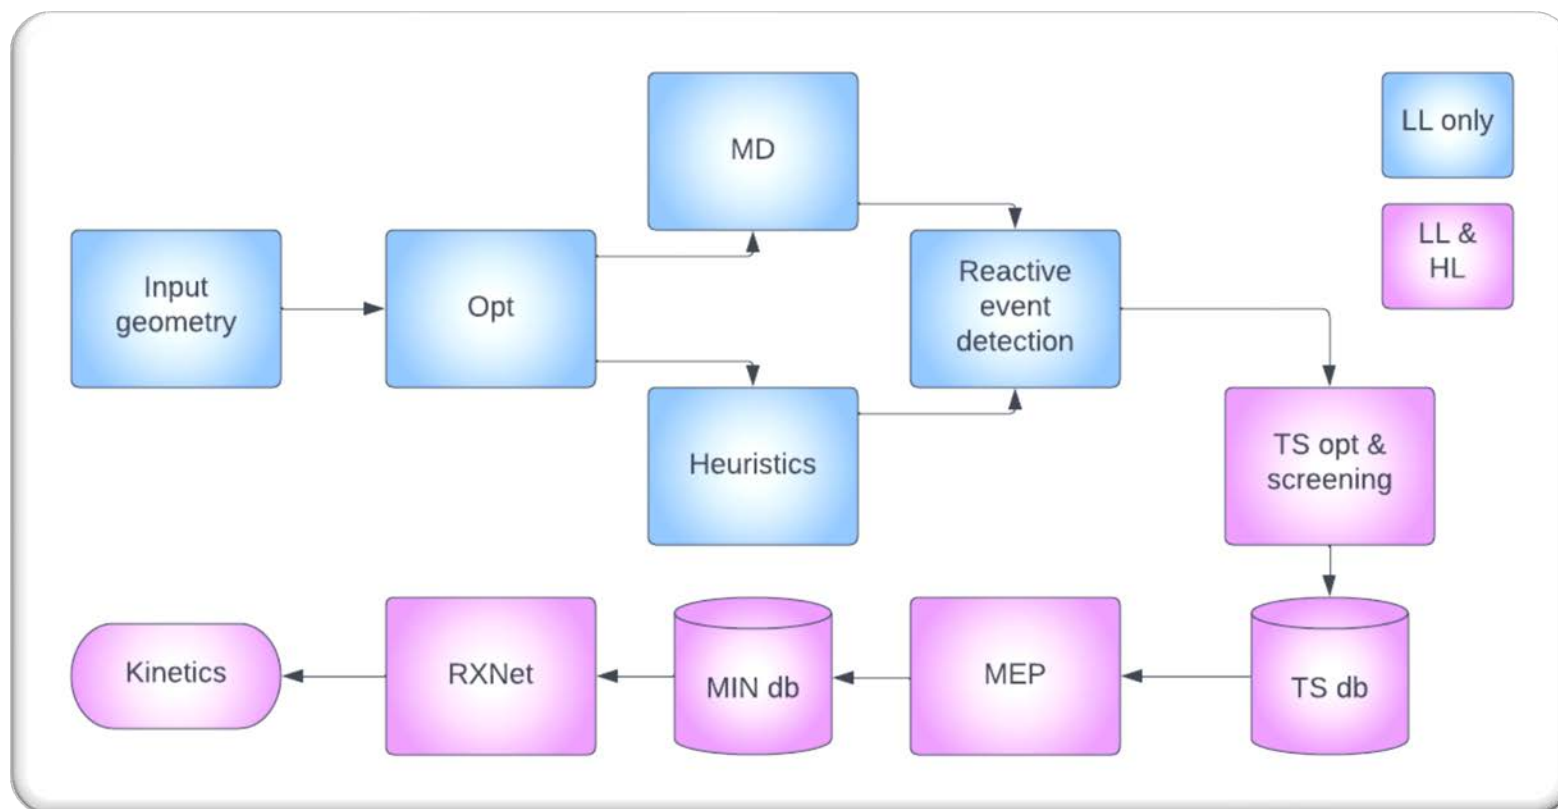 MD
LL only
LL &
HL
Input
geometry
Opt
Reactive
event
detection
Heuristics
TS opt &
screening
Kinetics
RXNet
MIN db
MEP
TS db